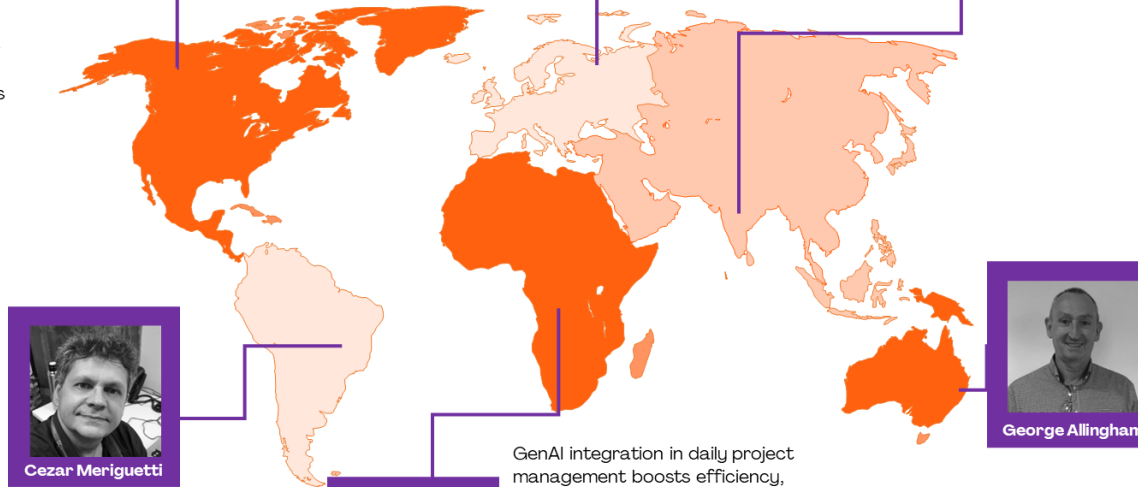 s
Cezar Meriguetti
George Allingham
GenAI integration in daily project
management boosts efficiency,